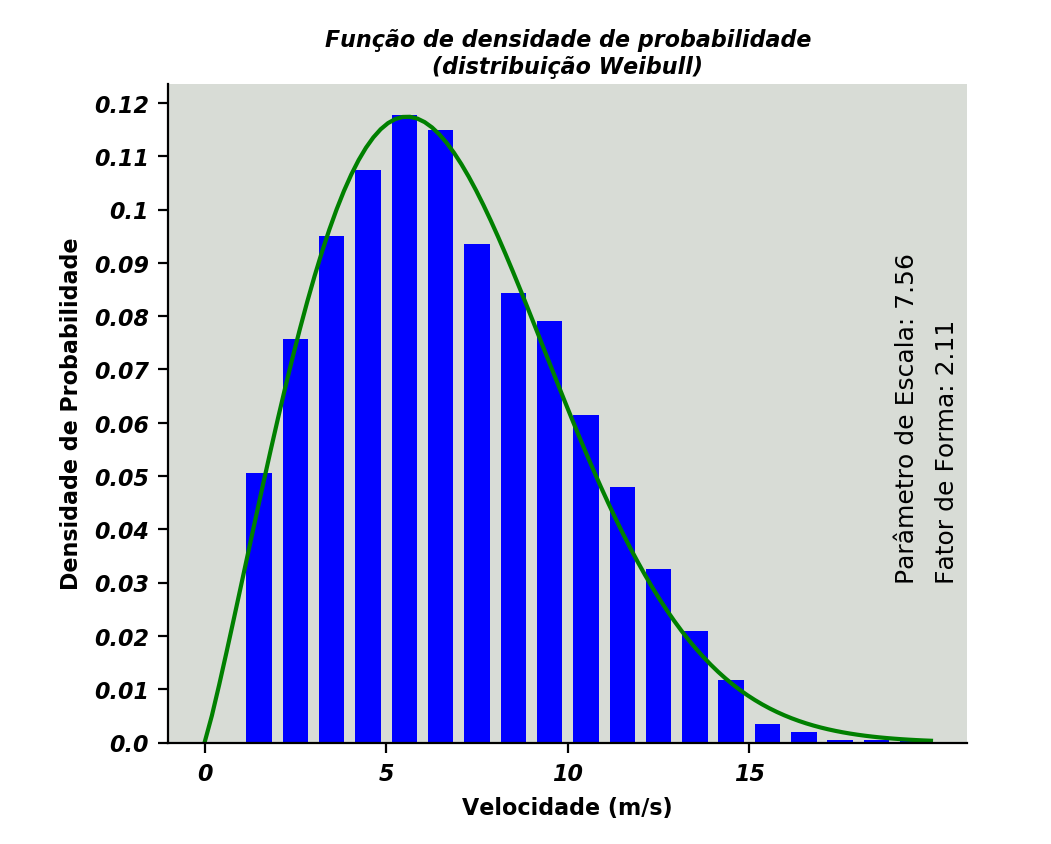 Função de densidade de probabilidade
(distribuição Weibull)
0.12
0.11
0.1
0.09
0.08
0.07
0.06
0.05
0.04
0.03
0.02
0.01
0.0
Densidade de Probabilidade
Parâmetro de Escala: 7.56
Fator de Forma: 2.11
0 5 10 15
Velocidade (m/s)